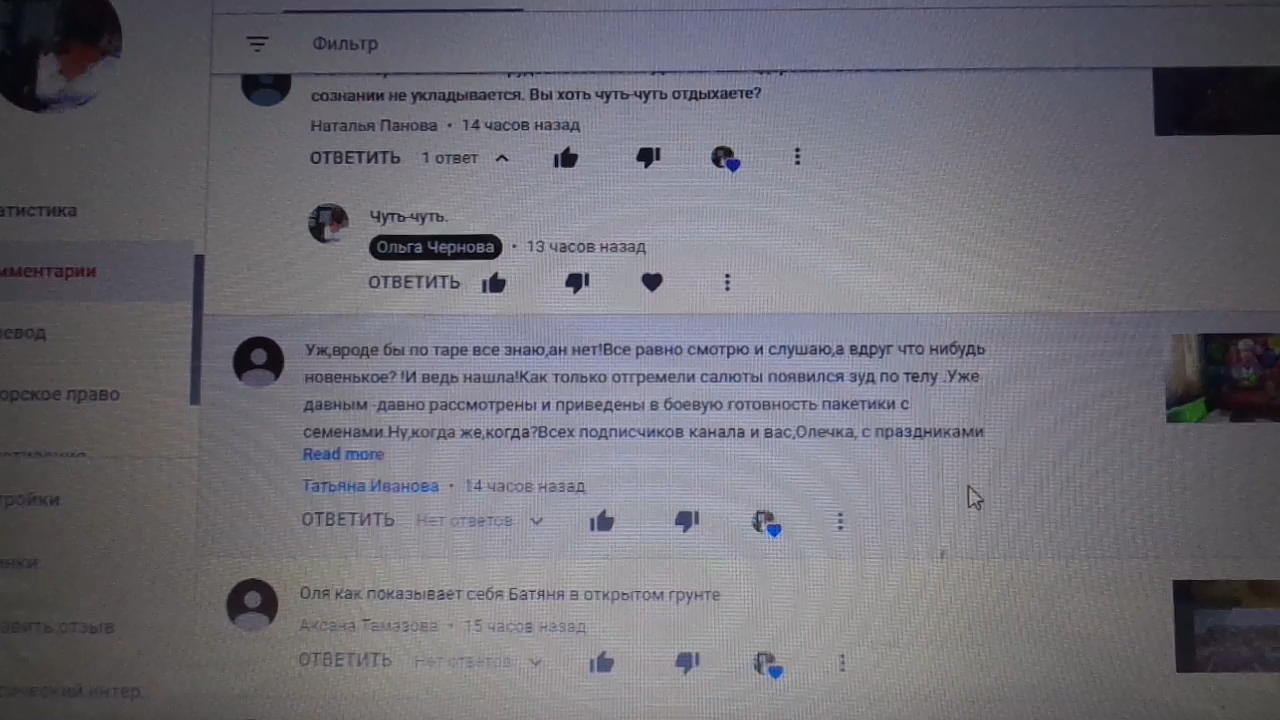 Фильтр
сознании не укладывается. Вы хоть чуть-чуть отдыхаете?
Наталья Панова • 14 часов назад
ОТВЕТИТЬ 1 ответ
атистика
Чуть-чуть.
Ольга Чернова • 13 часов назад
мментарии
ОТВЕТИТЬ
ревод
Уж,вроде бы по таре все знаю,ан нет!Все равно смотрю и слушаю,а вдруг что нибудь
новенькое? !И ведь нашла!Как только отгремели салюты появился зуд по телу .Уже
орское право
давным -давно рассмотрены и приведены в боевую готовность пакетики с
семенами.Ну,когда же,когда?Всех подписчиков канала и вас,Олечка, с праздниками
Read more
Татьяна Иванова • 14 часов назад
тройки
ОТВЕТИТЬ Нет ответов
инки
Оля как показывает себя Батяня в открытом грунте
авить отзыв
Аксана Тамазова • 15 часов назад
ОТВЕТИТЬ Нет ответов
сический интер.